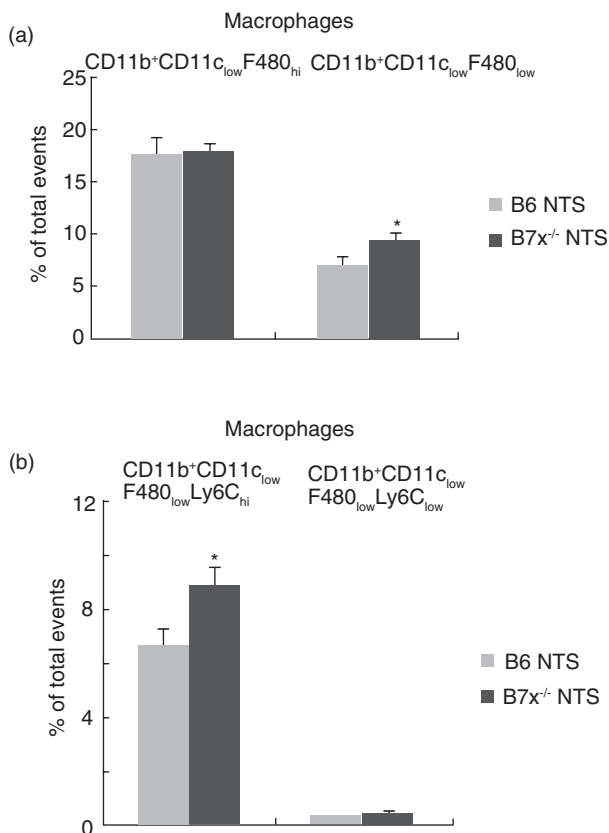 (a)
Macrophages
CD11b+CD11clowF480hi CD11b+CD11clowF480low
25
20
15
10
5
0
% of total events
*
B6 NTS
B7x-/- NTS
(b)
Macrophages
CD11b+CD11clow CD11b+CD11clow
F480lowLy6Chi F480lowLy6Clow
12
8
4
0
% of total events
*
B6 NTS
B7x-/- NTS